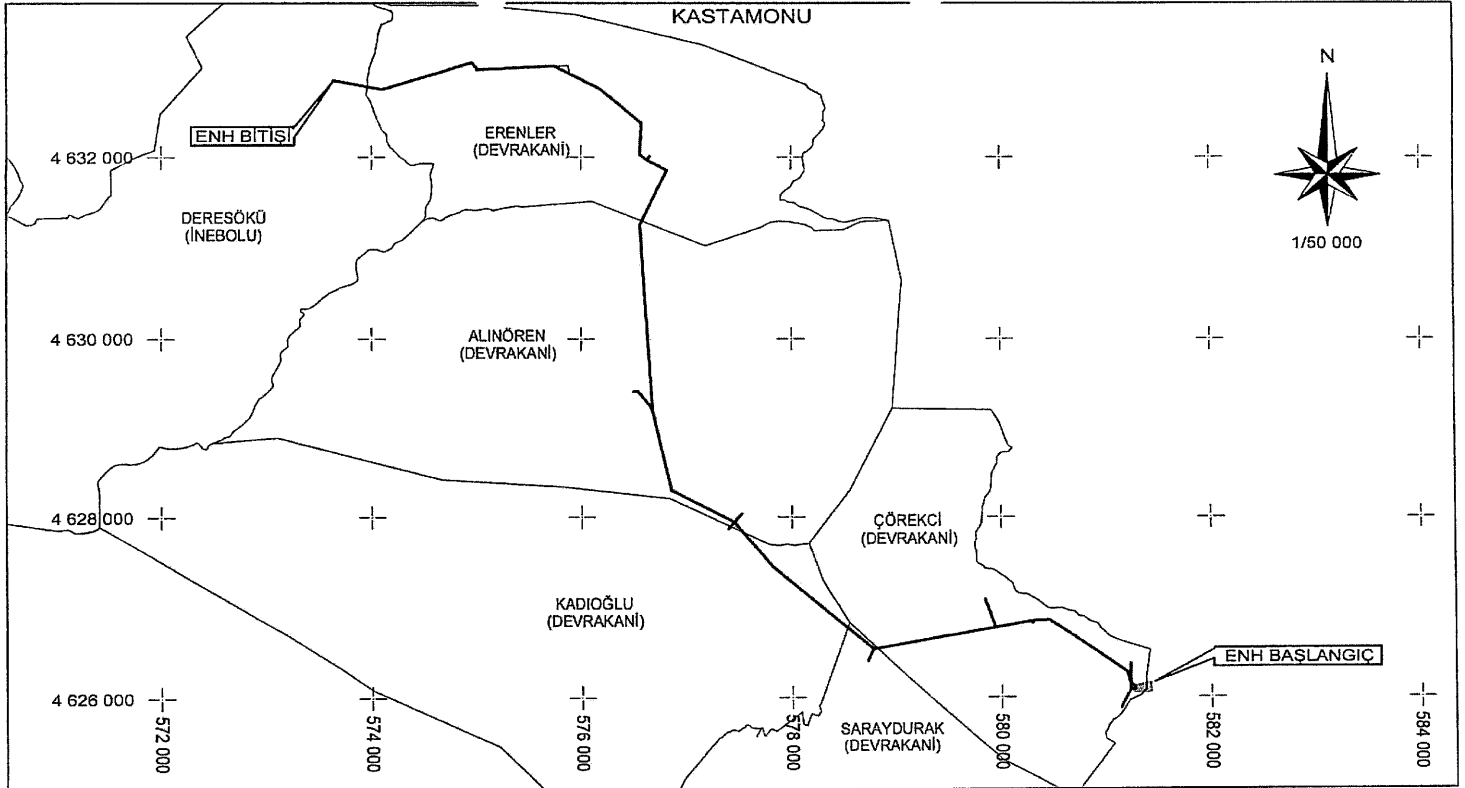 KASTAMONU
N
1/50 000
ENH BİTİŞİ
ERENLER
(DEVRAKANİ)
4 632 000
DERESÖKÜ
(İNEBOLU)
4 630 000
ALINÖREN
(DEVRAKANİ)
4 628 000
ÇÖREKCİ
(DEVRAKANİ)
KADIOĞLU
(DEVRAKANİ)
ENH BAŞLANGIÇ
4 626 000
SARAYDURAK
(DEVRAKANİ)
572 000
574 000
576 000
578 000
580 000
582 000
584 000